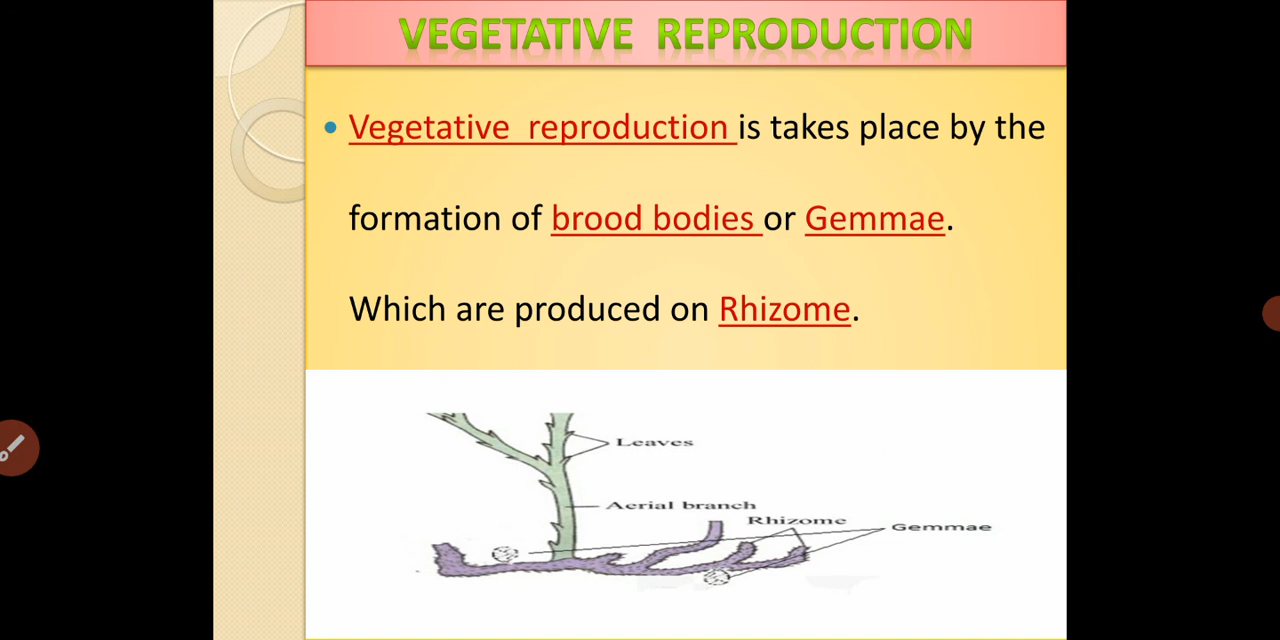 VEGETATIVE REPRODUCTION
Vegetative reproduction is takes place by the
formation of brood bodies or Gemmae.
Which are produced on Rhizome.
Leaves
Aerial branch
Rhizome
Gemmae